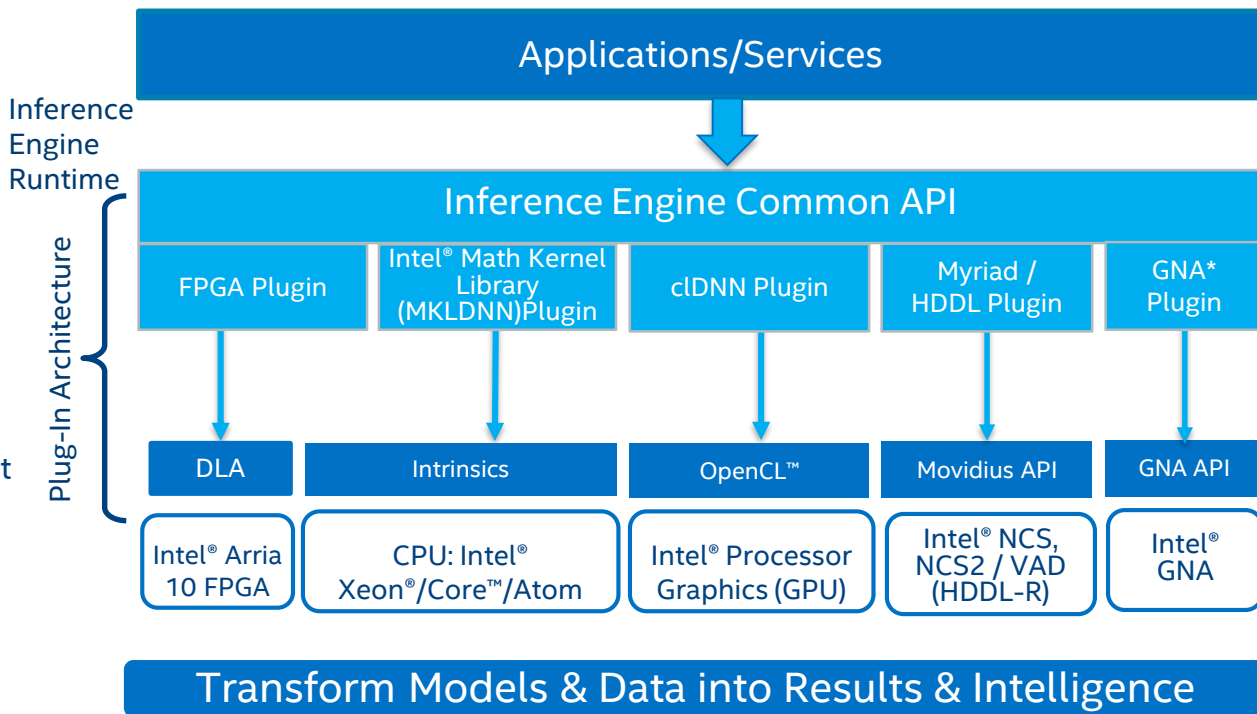 Applications/Services
Inference
Engine
Runtime
Inference Engine Common API
Plug-In Architecture
FPGA Plugin
Intel® Math Kernel
Library
(MKLDNN)Plugin
clDNN Plugin
Myriad /
HDDL Plugin
GNA*
Plugin
t
DLA
Intrinsics
OpenCL™
Movidius API
GNA API
Intel® Arria
10 FPGA
CPU: Intel®
Xeon®/Core™/Atom
Intel® Processor
Graphics (GPU)
Intel® NCS,
NCS2 / VAD
(HDDL-R)
Intel®
GNA
Transform Models & Data into Results & Intelligence